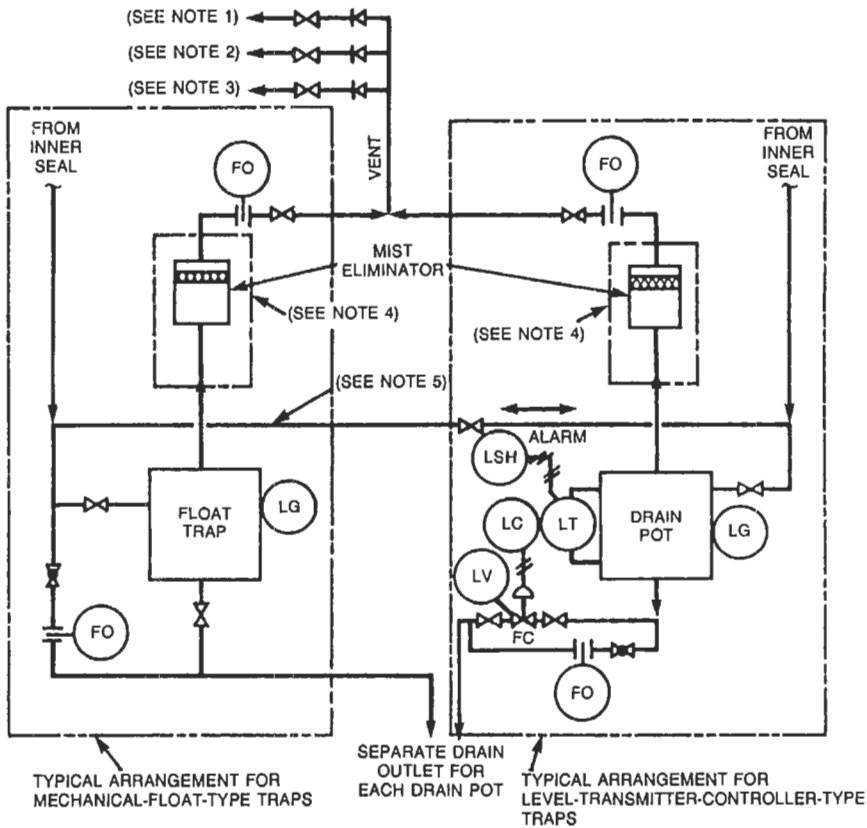 (SEE NOTE 1)
(SEE NOTE 2)
(SEE NOTE 3)
FROM
INNER
SEAL
FO
VENT
FO
FROM
INNER
SEAL
MIST
ELIMINATOR
(SEE NOTE 4)
(SEE NOTE 4)
(SEE NOTE 5)
ALARM
LSH
FLOAT
TRAP
LG
LC
LT
DRAIN
POT
LG
LV
FC
FO
FO
SEPARATE DRAIN
OUTLET FOR
EACH DRAIN POT
TYPICAL ARRANGEMENT FOR
MECHANICAL-FLOAT-TYPE TRAPS
TYPICAL ARRANGEMENT FOR
LEVEL-TRANSMITTER-CONTROLLER-TYPE
TRAPS